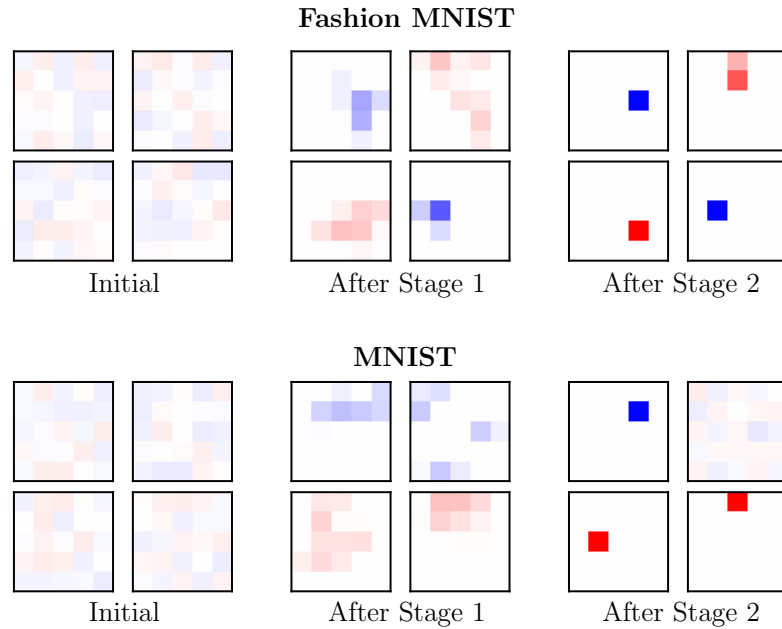 Fashion MNIST
Initial
After Stage 1
After Stage 2
MNIST
Initial
After Stage 1
After Stage 2